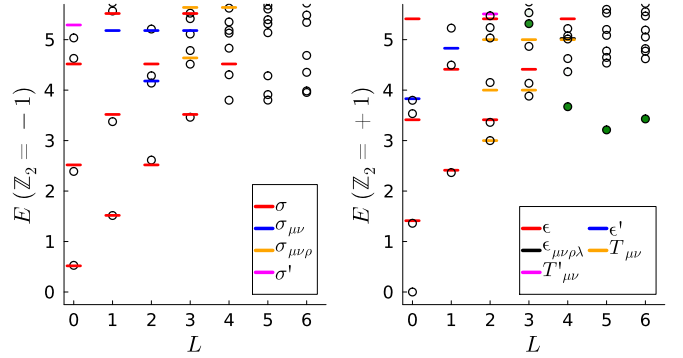 E (ℤ₂ = −1)
5
4
3
2
1
0
0 1 2 3 4 5 6
L
σ
σ_μν
σ_μνρ
σ'
E (ℤ₂ = +1)
5
4
3
2
1
0
0 1 2 3 4 5 6
L
ϵ ϵ'
ϵ_μνρλ T_μν
T'_μν